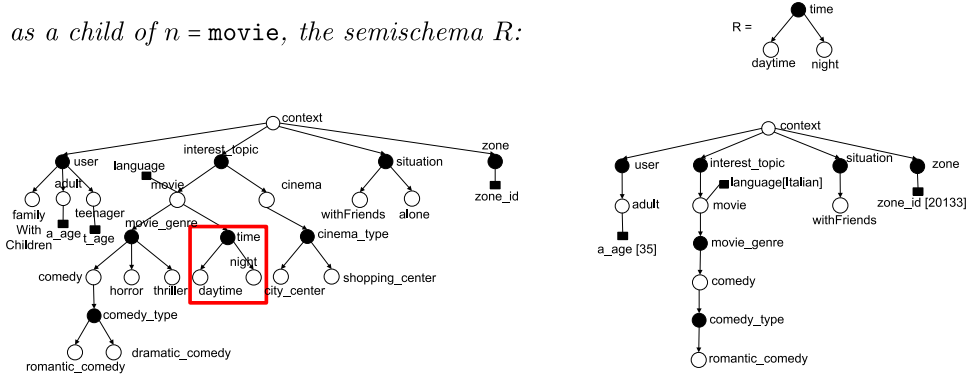 as a child of n = movie, the semischema R:
R =
time
daytime
night
context
user
interest_topic
situation
zone
language
adult
movie
cinema
zone_id
family
With
Children
a_age
teenager
t_age
withFriends
alone
movie_genre
time
cinema_type
night
comedy
horror
thriller
daytime
city_center
shopping_center
comedy_type
romantic_comedy
dramatic_comedy
context
user
interest_topic
situation
zone
language[Italian]
adult
movie
withFriends
zone_id [20133]
a_age [35]
movie_genre
comedy
comedy_type
romantic_comedy